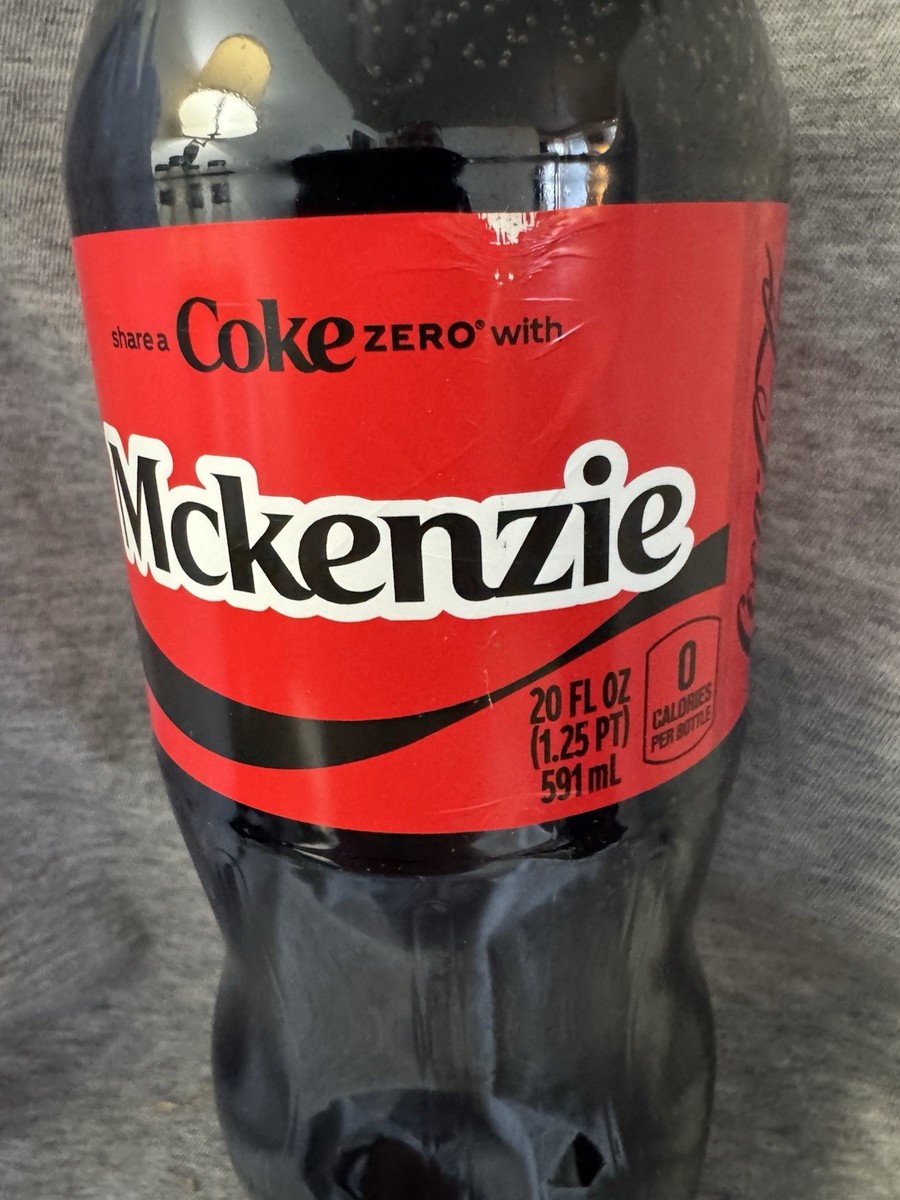 share a Coke ZERO® with
Mckenzie
20 FL OZ
(1.25 PT)
591 mL
0
CALORIES
PER BOTTLE